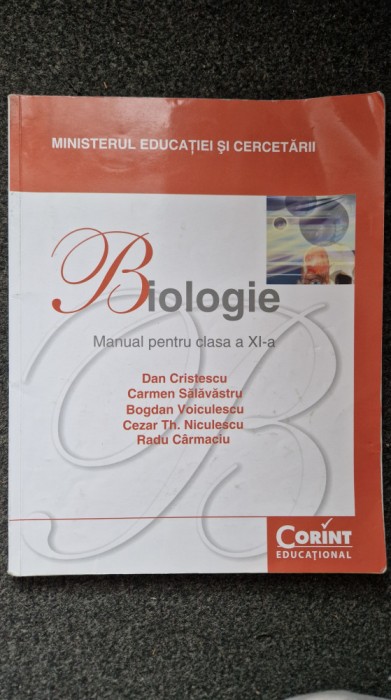 MINISTERUL EDUCAȚIEI ȘI CERCETĂRII
Biologie
Manual pentru clasa a XI-a
Dan Cristescu
Carmen Sălăvăstru
Bogdan Voiculescu
Cezar Th. Niculescu
Radu Cârmaciu
CORINT
EDUCAȚIONAL